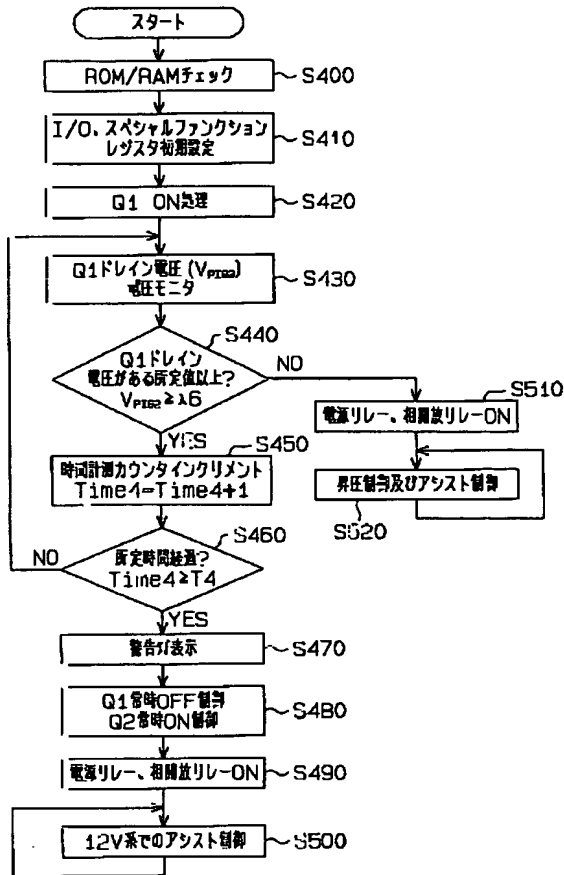 スタート
ROM/RAMチェック
S400
I/O、スペシャルファンクション
レジスタ初期設定
S410
Q1 ON処理
S420
Q1ドレイン電圧(VPIG2)
電圧モニタ
S430
S440
Q1ドレイン
電圧がある所定値以上?
VPIG2≧λ6
NO
YES
S510
電源リレー、相開放リレーON
S450
時間計測カウンタインクリメント
Time4=Time4+1
昇圧制御及びアシスト制御
S520
S460
所定時間経過?
Time4≧T4
NO
YES
警告灯表示
S470
Q1常時OFF制御
Q2常時ON制御
S480
電源リレー、相開放リレーON
S490
12V系でのアシスト制御
S500